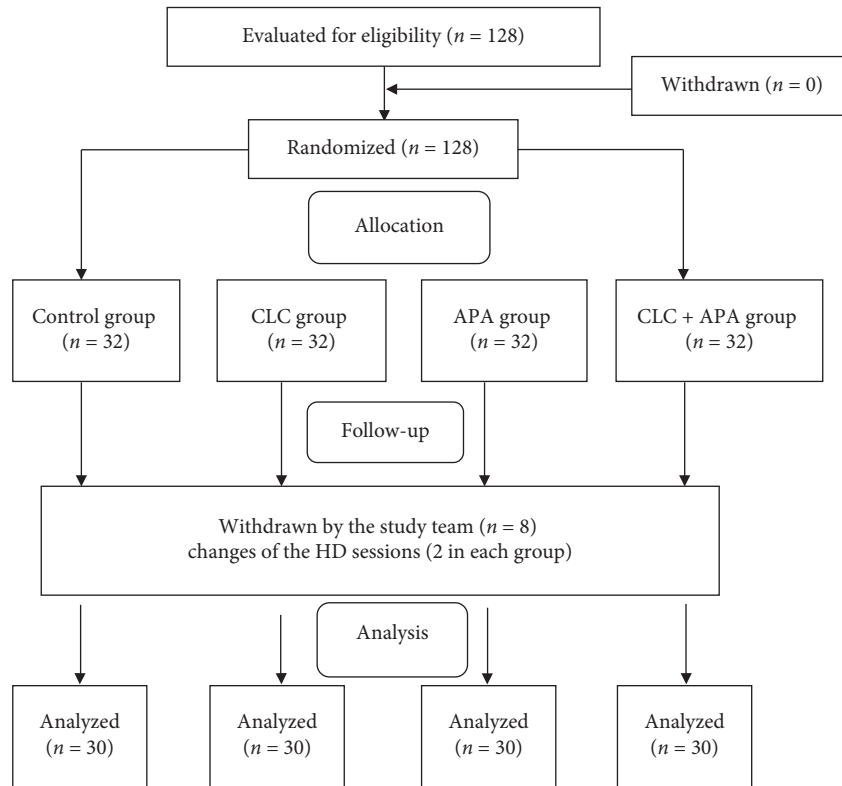 Evaluated for eligibility (n = 128)
Withdrawn (n = 0)
Randomized (n = 128)
Allocation
Control group
(n = 32)
CLC group
(n = 32)
APA group
(n = 32)
CLC + APA group
(n = 32)
Follow-up
Withdrawn by the study team (n = 8)
changes of the HD sessions (2 in each group)
Analysis
Analyzed
(n = 30)
Analyzed
(n = 30)
Analyzed
(n = 30)
Analyzed
(n = 30)